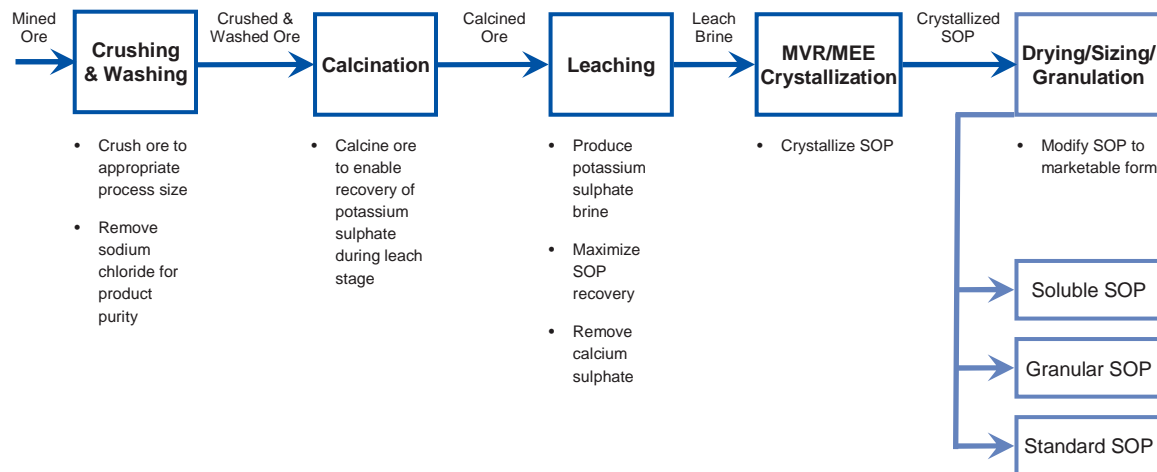 Mined
Ore
Crushing
& Washing
Crushed &
Washed Ore
Calcination
Calcined
Ore
Leaching
Leach
Brine
MVR/MEE
Crystallization
Crystallized
SOP
Drying/Sizing/
Granulation
• Crush ore to
appropriate
process size
• Remove
sodium
chloride for
product
purity
• Calcine ore
to enable
recovery of
potassium
sulphate
during leach
stage
• Produce
potassium
sulphate
brine
• Maximize
SOP
recovery
• Remove
calcium
sulphate
• Crystallize SOP
• Modify SOP to
marketable form
Soluble SOP
Granular SOP
Standard SOP